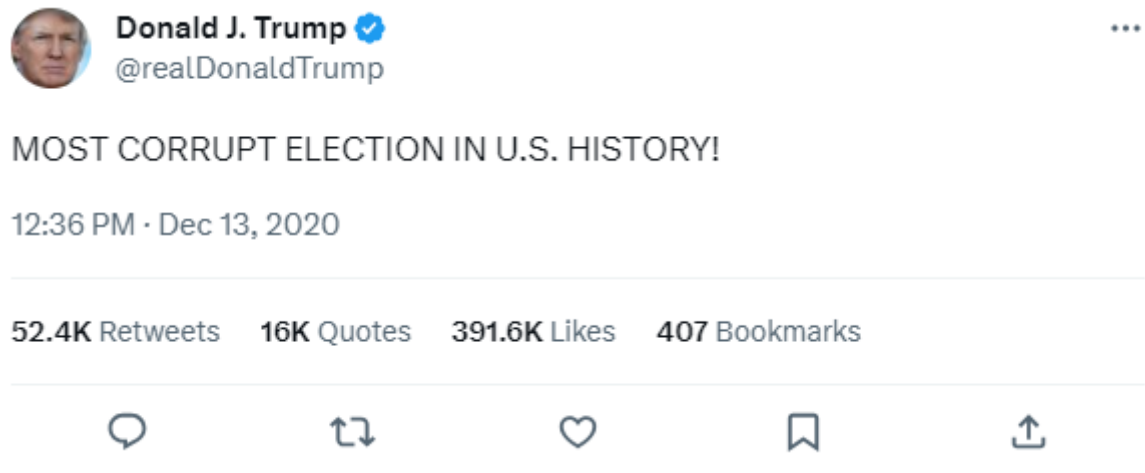 Donald J. Trump
@realDonaldTrump
MOST CORRUPT ELECTION IN U.S. HISTORY!
12:36 PM · Dec 13, 2020
52.4K Retweets 16K Quotes 391.6K Likes 407 Bookmarks